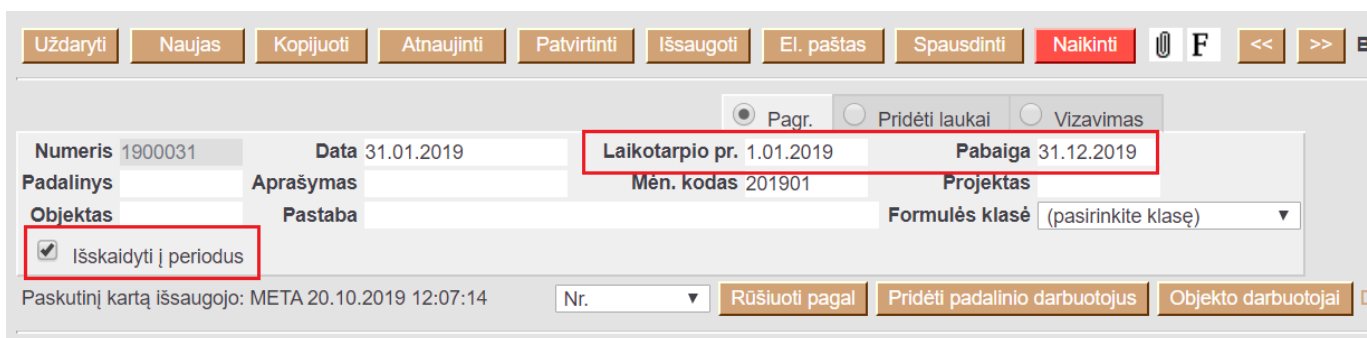 Uždaryti Naujas Kopijuoti Atnaujinti Patvirtinti Išsaugoti El. paštas Spausdinti Naikinti F << >>
Pagr. Pridėti laukai Vizavimas
Numeris 1900031 Data 31.01.2019 Laikotarpio pr. 1.01.2019 Pabaiga 31.12.2019
Padalinys Aprašymas Mėn. kodas 201901 Projektas
Objektas Pastaba Formulės klasė (pasirinkite klasę)
Išskaidyti į periodus
Paskutinį kartą išsaugojo: META 20.10.2019 12:07:14 Nr. Rūšiuoti pagal Pridėti padalinio darbuotojus Objekto darbuotojai